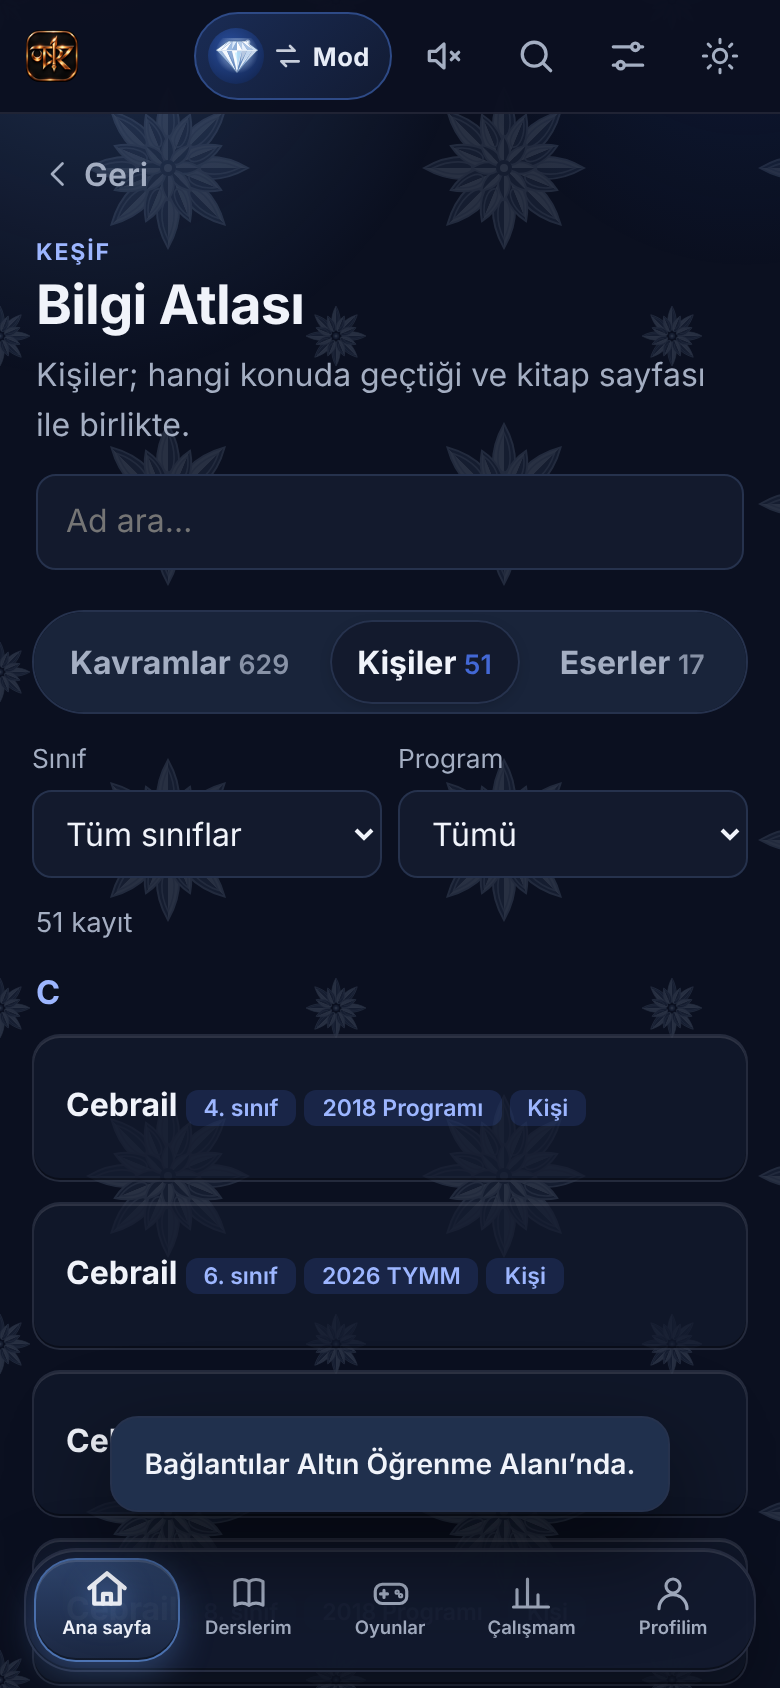 Mod
Geri
KEŞİF
Bilgi Atlası
Kişiler; hangi konuda geçtiği ve kitap sayfası
ile birlikte.
Ad ara...
Kavramlar 629 Kişiler 51 Eserler 17
Sınıf Program
Tüm sınıflar Tümü
51 kayıt
C
Cebrail 4. sınıf 2018 Programı Kişi
Cebrail 6. sınıf 2026 TYMM Kişi
Bağlantılar Altın Öğrenme Alanı’nda.
Ana sayfa Derslerim Oyunlar Çalışmam Profilim